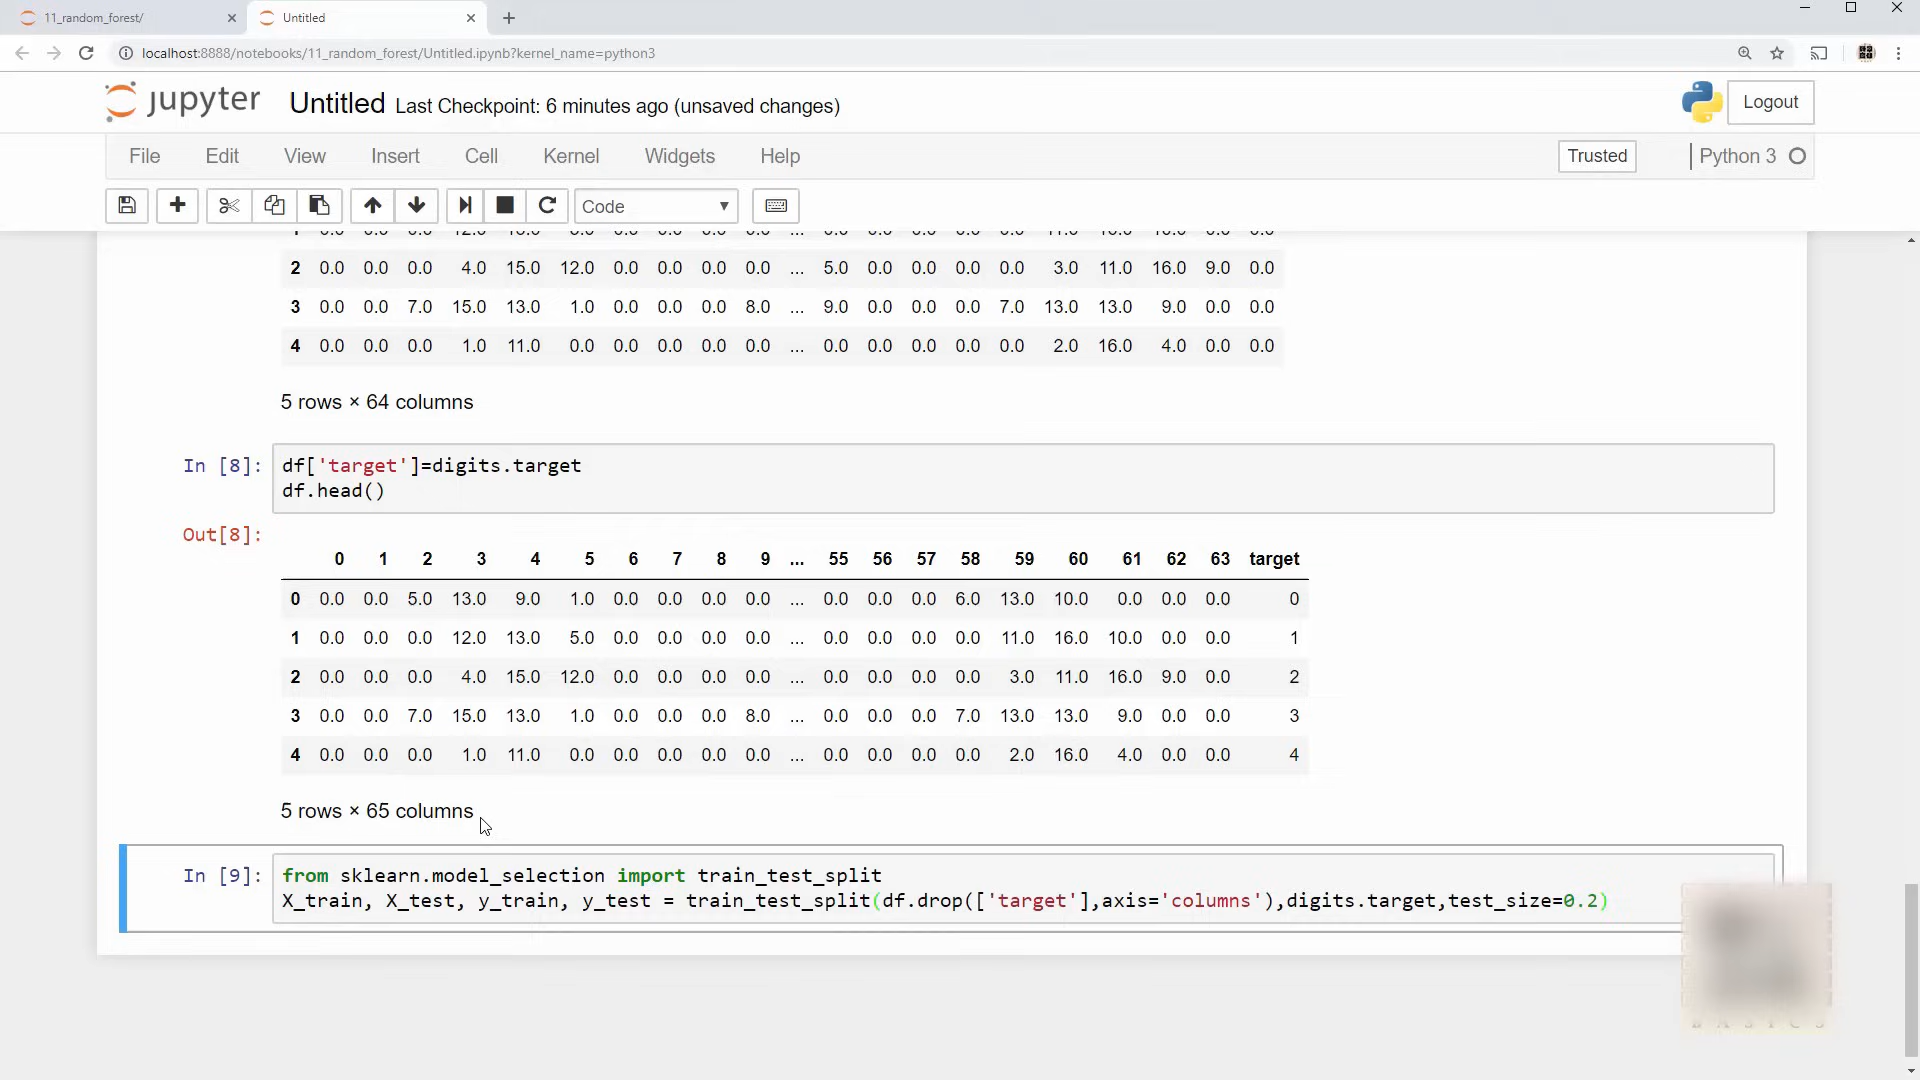 11_random_forest/
Untitled
localhost:8888/notebooks/11_random_forest/Untitled.ipynb?kernel_name=python3
jupyter Untitled Last Checkpoint: 6 minutes ago (unsaved changes) Logout
File Edit View Insert Cell Kernel Widgets Help Trusted Python 3
Code
2 0.0 0.0 0.0 4.0 15.0 12.0 0.0 0.0 0.0 0.0 ... 5.0 0.0 0.0 0.0 0.0 3.0 11.0 16.0 9.0 0.0
3 0.0 0.0 7.0 15.0 13.0 1.0 0.0 0.0 0.0 8.0 ... 9.0 0.0 0.0 0.0 7.0 13.0 13.0 9.0 0.0 0.0
4 0.0 0.0 0.0 1.0 11.0 0.0 0.0 0.0 0.0 0.0 ... 0.0 0.0 0.0 0.0 0.0 2.0 16.0 4.0 0.0 0.0
5 rows × 64 columns
In [8]: df['target']=digits.target
df.head()
Out[8]:
0 1 2 3 4 5 6 7 8 9 ... 55 56 57 58 59 60 61 62 63 target
0 0.0 0.0 5.0 13.0 9.0 1.0 0.0 0.0 0.0 0.0 ... 0.0 0.0 0.0 6.0 13.0 10.0 0.0 0.0 0.0 0
1 0.0 0.0 0.0 12.0 13.0 5.0 0.0 0.0 0.0 0.0 ... 0.0 0.0 0.0 0.0 11.0 16.0 10.0 0.0 0.0 1
2 0.0 0.0 0.0 4.0 15.0 12.0 0.0 0.0 0.0 0.0 ... 0.0 0.0 0.0 0.0 3.0 11.0 16.0 9.0 0.0 2
3 0.0 0.0 7.0 15.0 13.0 1.0 0.0 0.0 0.0 8.0 ... 0.0 0.0 0.0 7.0 13.0 13.0 9.0 0.0 0.0 3
4 0.0 0.0 0.0 1.0 11.0 0.0 0.0 0.0 0.0 0.0 ... 0.0 0.0 0.0 0.0 2.0 16.0 4.0 0.0 0.0 4
5 rows × 65 columns
In [9]: from sklearn.model_selection import train_test_split
X_train, X_test, y_train, y_test = train_test_split(df.drop(['target'],axis='columns'),digits.target,test_size=0.2)